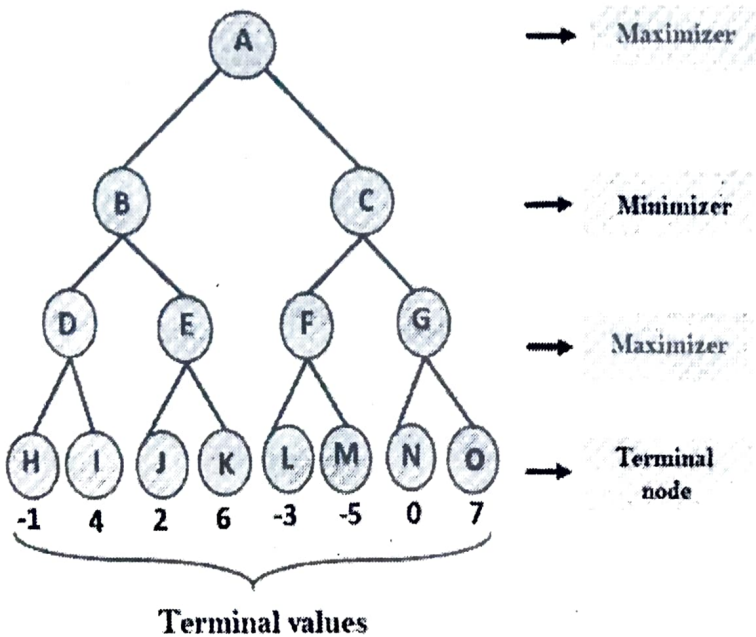 A
Maximizer
B
C
Minimizer
D
E
F
G
Maximizer
H
I
J
K
L
M
N
O
Terminal
node
-1
4
2
6
-3
-5
0
7
Terminal values